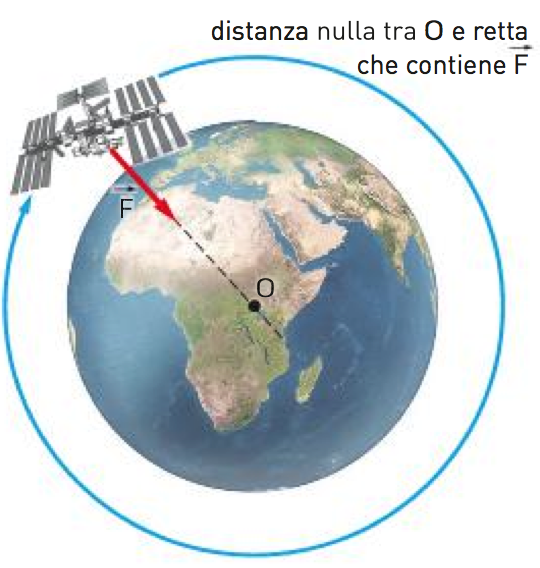 distanza nulla tra O e retta
che contiene F⃗
F⃗
O